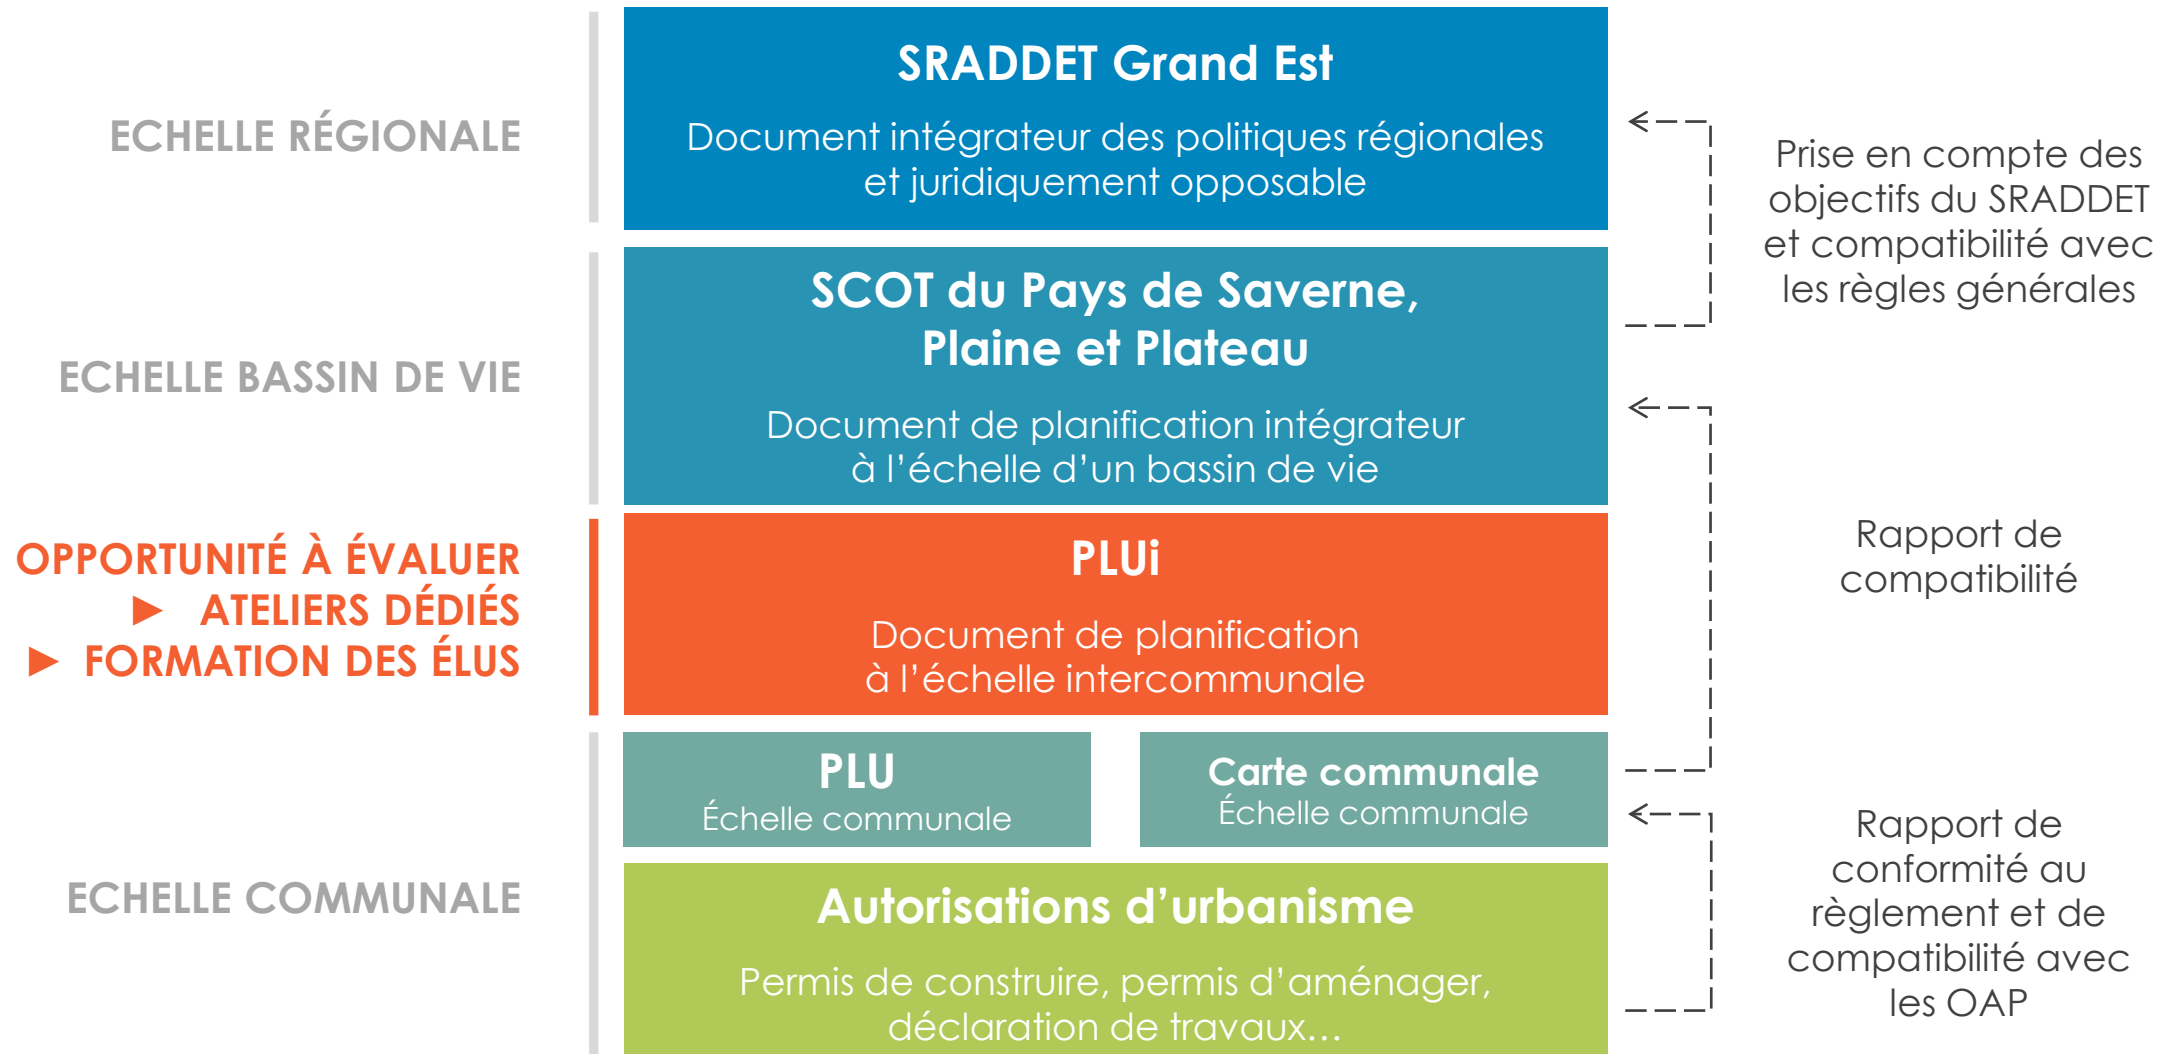 ECHELLE RÉGIONALE
SRADDET Grand Est
Document intégrateur des politiques régionales
et juridiquement opposable
Prise en compte des
objectifs du SRADDET
et compatibilité avec
les règles générales
ECHELLE BASSIN DE VIE
SCOT du Pays de Saverne,
Plaine et Plateau
Document de planification intégrateur
à l'échelle d'un bassin de vie
OPPORTUNITÉ À ÉVALUER
► ATELIERS DÉDIÉS
► FORMATION DES ÉLUS
PLUi
Document de planification
à l'échelle intercommunale
Rapport de
compatibilité
ECHELLE COMMUNALE
PLU
Échelle communale
Carte communale
Échelle communale
Autorisations d'urbanisme
Permis de construire, permis d'aménager,
déclaration de travaux…
Rapport de
conformité au
règlement et de
compatibilité avec
les OAP